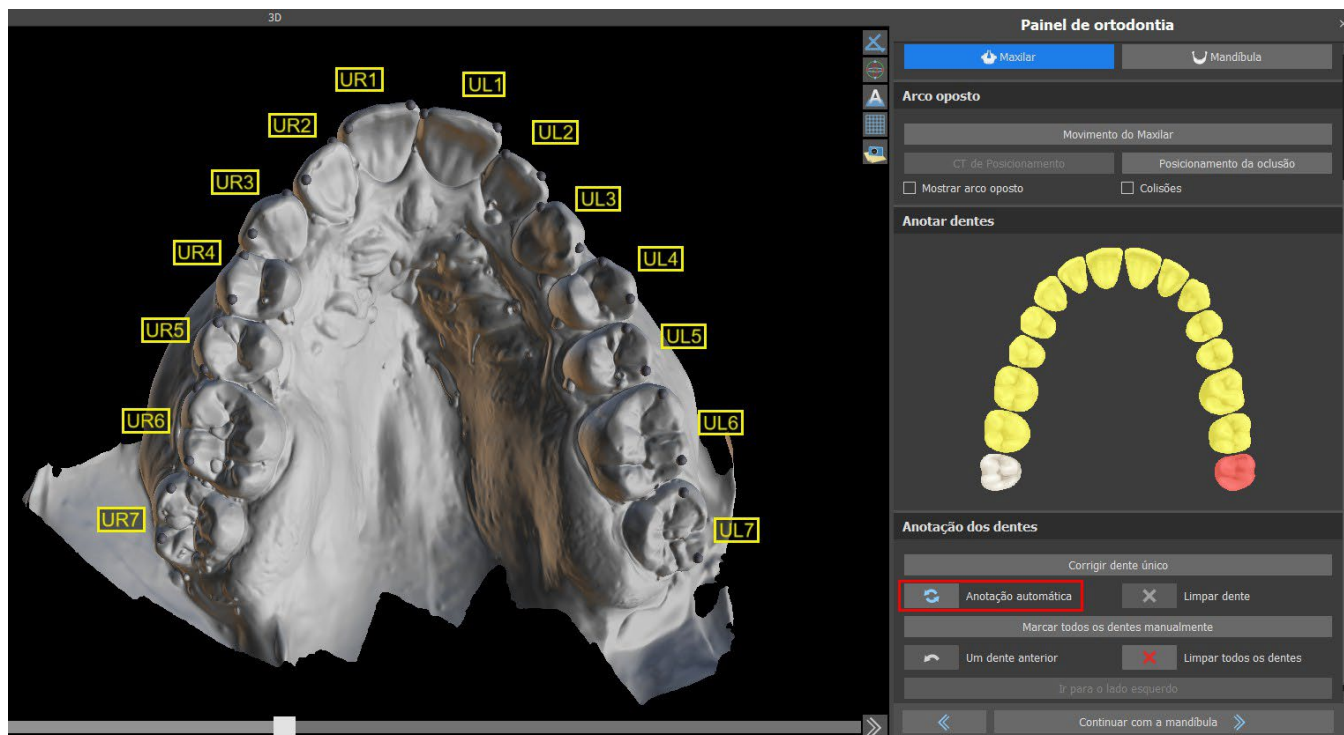 3D
UR1
UL1
UR2
UL2
UR3
UL3
UR4
UL4
UR5
UL5
UR6
UL6
UR7
UL7
Painel de ortodontia
Maxilar
Mandíbula
Arco oposto
Movimento do Maxilar
CT de Posicionamento
Posicionamento da oclusão
Mostrar arco oposto
Colisões
Anotar dentes
Anotação dos dentes
Corrigir dente único
Anotação automática
Limpar dente
Marcar todos os dentes manualmente
Um dente anterior
Limpar todos os dentes
Ir para o lado esquerdo
Continuar com a mandíbula